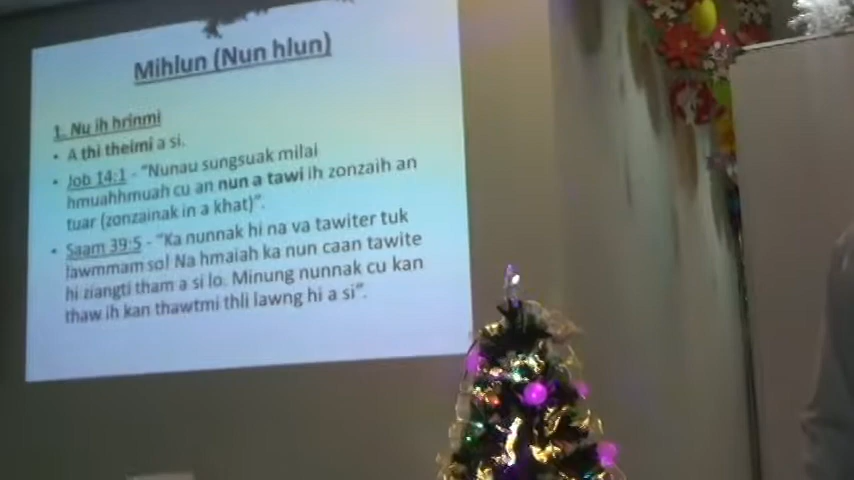 Mihlun (Nun hlun)
1. Nu ih hrinmi
• A thi theimi a si.
• Job 14:1 - "Nunau sungsuak milai
hmuahhmuah cu an nun a tawi ih zonzaih an
tuar (zonzainak in a khat)".
• Saam 39:5 - "Ka nunnak hi na va tawiter tuk
lawmmam so! Na hmaiah ka nun caan tawite
hi ziangti tham a si lo. Minung nunnak cu kan
thaw ih kan thawtmi thli lawng hi a si".